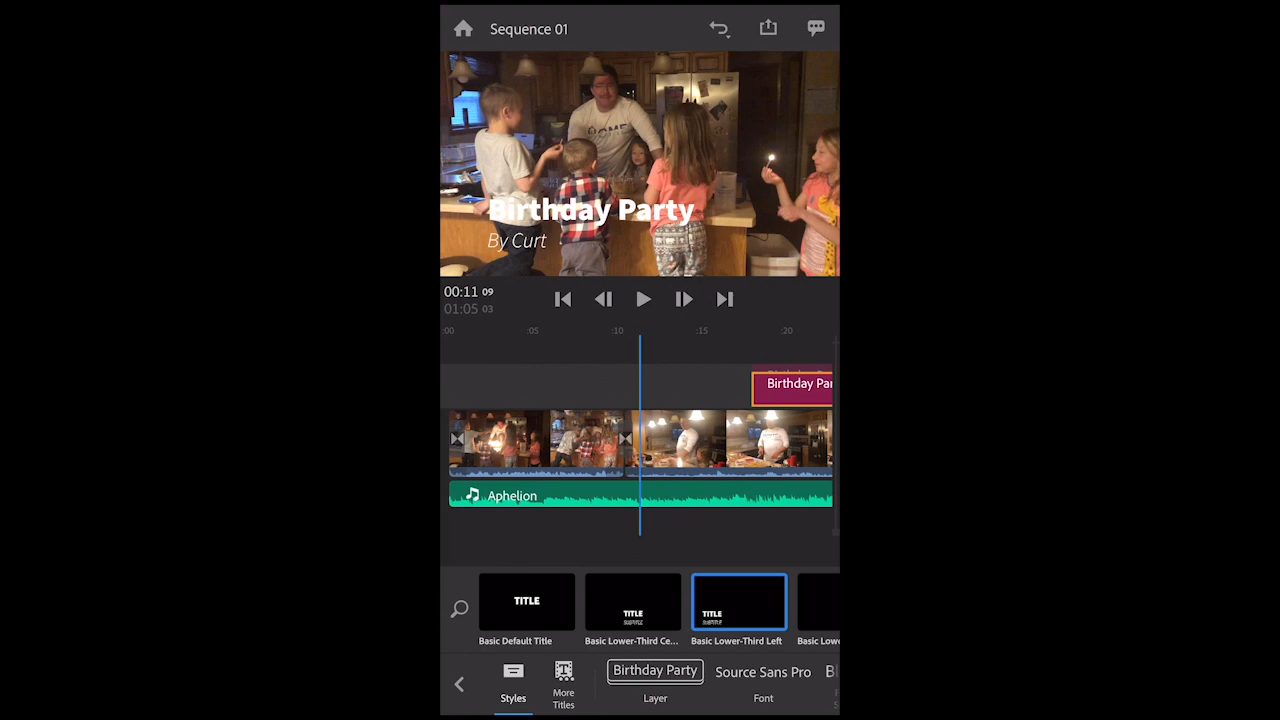 Sequence 01
HOME
Birthday Party
By Curt
00:11 09
01:05 03
:00 :05 :10 :15 :20
Birthday Par
Aphelion
TITLE
TITLE
TITLE
Basic Default Title
Basic Lower-Third Ce...
Basic Lower-Third Left
Basic Low
Birthday Party
Source Sans Pro
Styles
More
Titles
Layer
Font